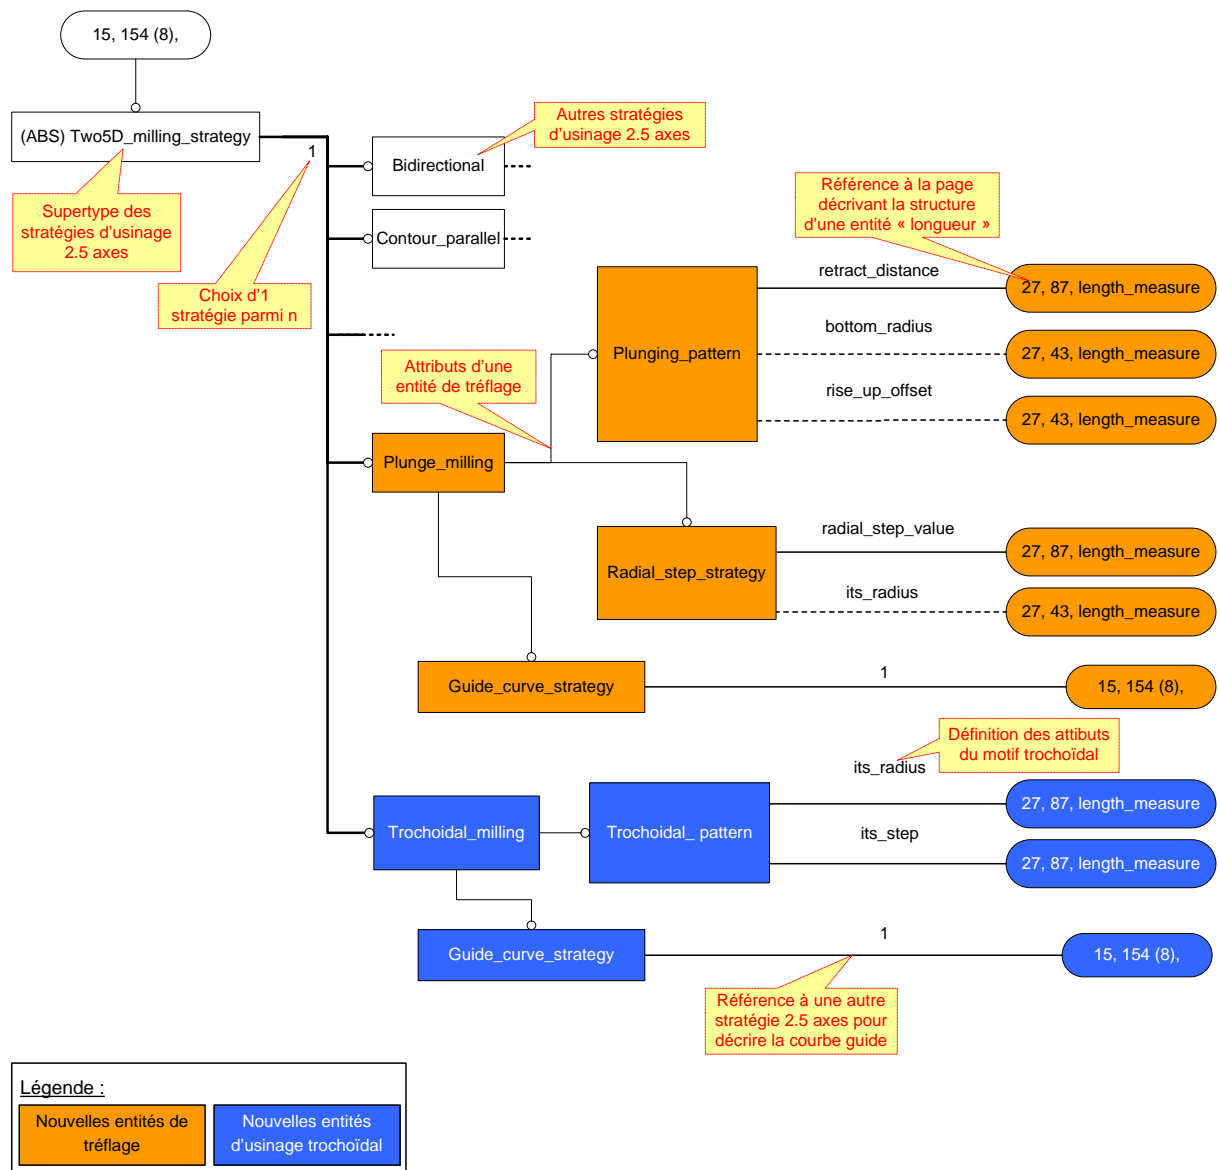 15, 154 (8),
(ABS) Two5D_milling_strategy
1
Supertype des
stratégies d'usinage
2.5 axes
Choix d'1
stratégie parmi n
Bidirectional
Autres stratégies
d'usinage 2.5 axes
Contour_parallel
Référence à la page
décrivant la structure
d'une entité « longueur »
Attributs d'une
entité de tréflage
Plunging_pattern
retract_distance
27, 87, length_measure
bottom_radius
27, 43, length_measure
rise_up_offset
27, 43, length_measure
Plunge_milling
Radial_step_strategy
radial_step_value
27, 87, length_measure
its_radius
27, 43, length_measure
Guide_curve_strategy
1
15, 154 (8),
Définition des attibuts
du motif trochoïdal
its_radius
27, 87, length_measure
Trochoidal_milling
Trochoidal_ pattern
its_step
27, 87, length_measure
Guide_curve_strategy
1
15, 154 (8),
Référence à une autre
stratégie 2.5 axes pour
décrire la courbe guide
Légende :
Nouvelles entités de
tréflage
Nouvelles entités
d'usinage trochoïdal